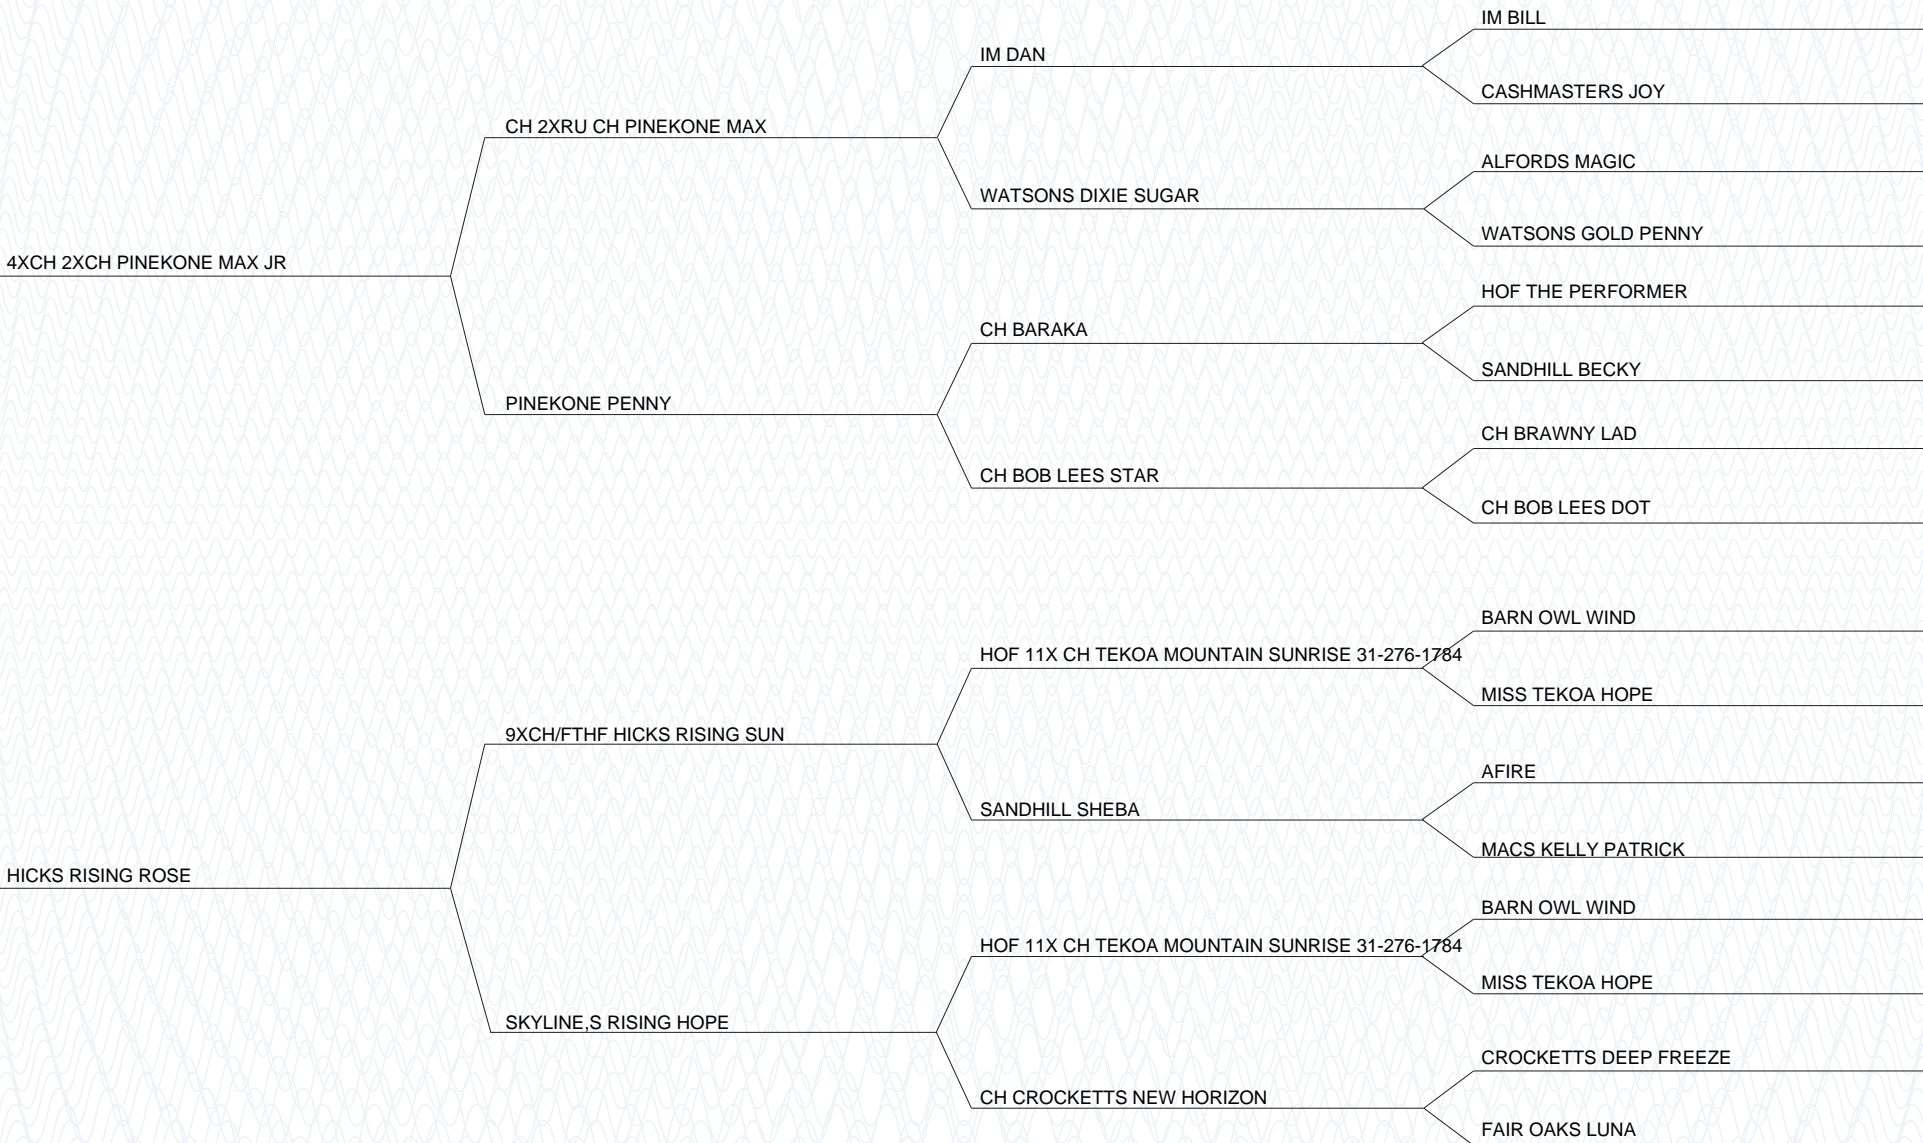 IM BILL
IM DAN
CASHMASTERS JOY
CH 2XRU CH PINEKONE MAX
ALFORDS MAGIC
WATSONS DIXIE SUGAR
WATSONS GOLD PENNY
4XCH 2XCH PINEKONE MAX JR
HOF THE PERFORMER
CH BARAKA
SANDHILL BECKY
PINEKONE PENNY
CH BRAWNY LAD
CH BOB LEES STAR
CH BOB LEES DOT
BARN OWL WIND
HOF 11X CH TEKOA MOUNTAIN SUNRISE 31-276-1784
MISS TEKOA HOPE
9XCH/FTHF HICKS RISING SUN
AFIRE
SANDHILL SHEBA
MACS KELLY PATRICK
HICKS RISING ROSE
BARN OWL WIND
HOF 11X CH TEKOA MOUNTAIN SUNRISE 31-276-1784
MISS TEKOA HOPE
SKYLINE,S RISING HOPE
CROCKETTS DEEP FREEZE
CH CROCKETTS NEW HORIZON
FAIR OAKS LUNA